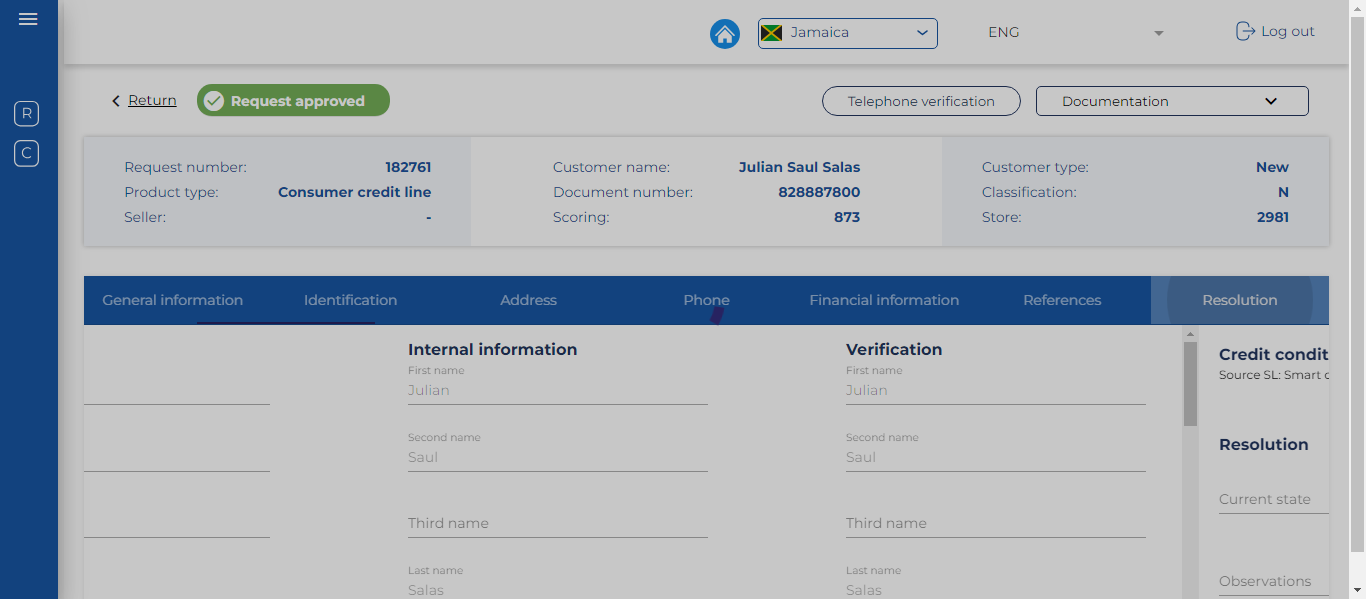 Jamaica
ENG
Log out
Return
Request approved
Telephone verification
Documentation
R
C
Request number: 182761
Product type: Consumer credit line
Seller: -
Customer name: Julian Saul Salas
Document number: 828887800
Scoring: 873
Customer type: New
Classification: N
Store: 2981
General information
Identification
Address
Phone
Financial information
References
Resolution
Internal information
First name
Julian
Second name
Saul
Third name
Last name
Salas
Verification
First name
Julian
Second name
Saul
Third name
Last name
Salas
Credit condit
Source SL: Smart
Resolution
Current state
Observations